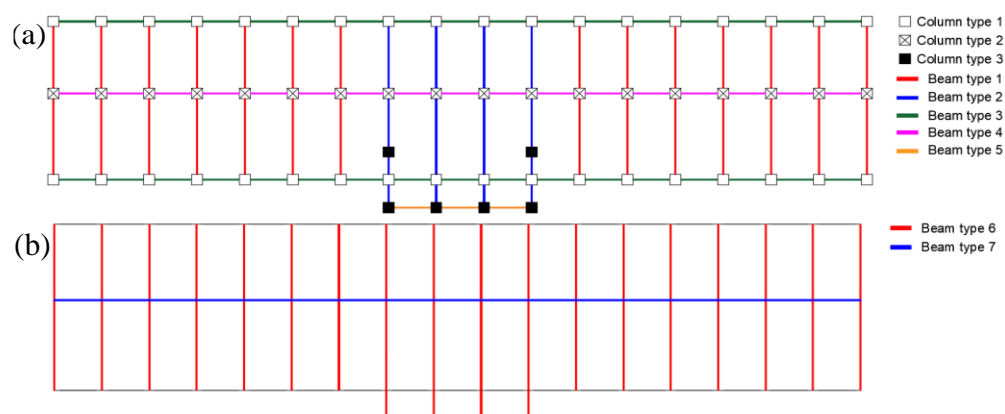 (a)
Column type 1
Column type 2
Column type 3
Beam type 1
Beam type 2
Beam type 3
Beam type 4
Beam type 5
(b)
Beam type 6
Beam type 7